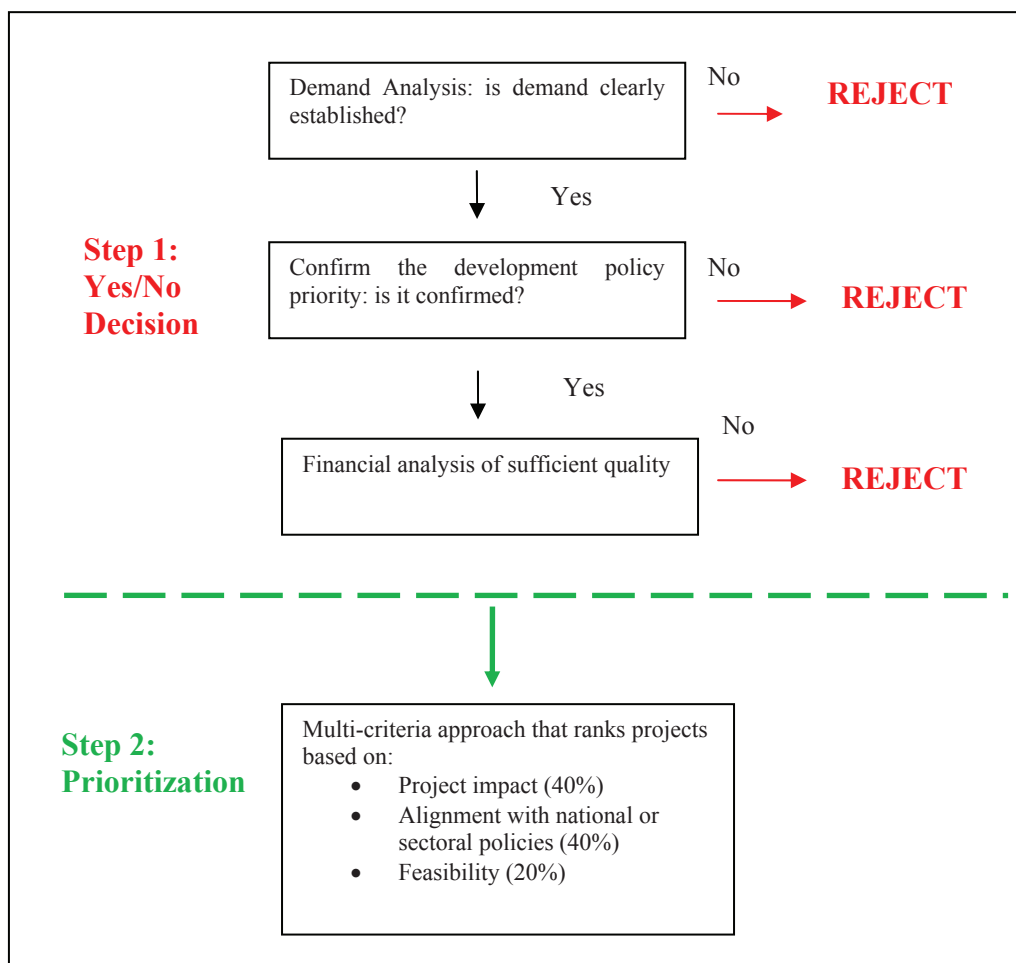 Demand Analysis: is demand clearly
established?
No
REJECT
Yes
Step 1:
Yes/No
Decision
Confirm the development policy
priority: is it confirmed?
No
REJECT
Yes
Financial analysis of sufficient quality
No
REJECT
Step 2:
Prioritization
Multi-criteria approach that ranks projects
based on:
• Project impact (40%)
• Alignment with national or
sectoral policies (40%)
• Feasibility (20%)